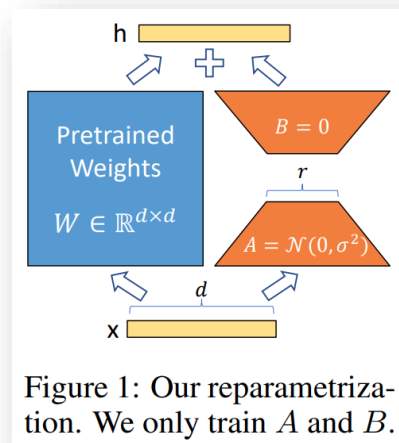 h
Pretrained
Weights
W ∈ ℝ^{d×d}
B = 0
r
A = 𝒩(0, σ²)
d
x
Figure 1: Our reparametriza-
tion. We only train A and B.